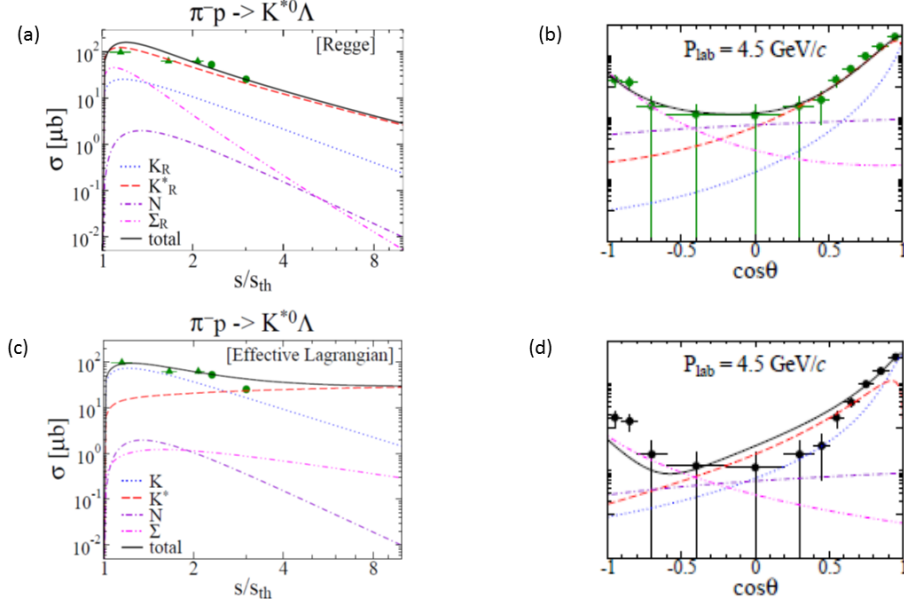 (a)
π⁻p -> K*⁰Λ
[Regge]
σ [μb]
10²
10¹
10⁰
10⁻¹
10⁻²
K_R
K*_R
N
Σ_R
total
1 2 4 8
s/s_th
(b)
P_lab = 4.5 GeV/c
-1 -0.5 0 0.5 1
cosθ
(c)
π⁻p -> K*⁰Λ
[Effective Lagrangian]
σ [μb]
10²
10¹
10⁰
10⁻¹
10⁻²
K
K*
N
Σ
total
1 2 4 8
s/s_th
(d)
P_lab = 4.5 GeV/c
-1 -0.5 0 0.5 1
cosθ